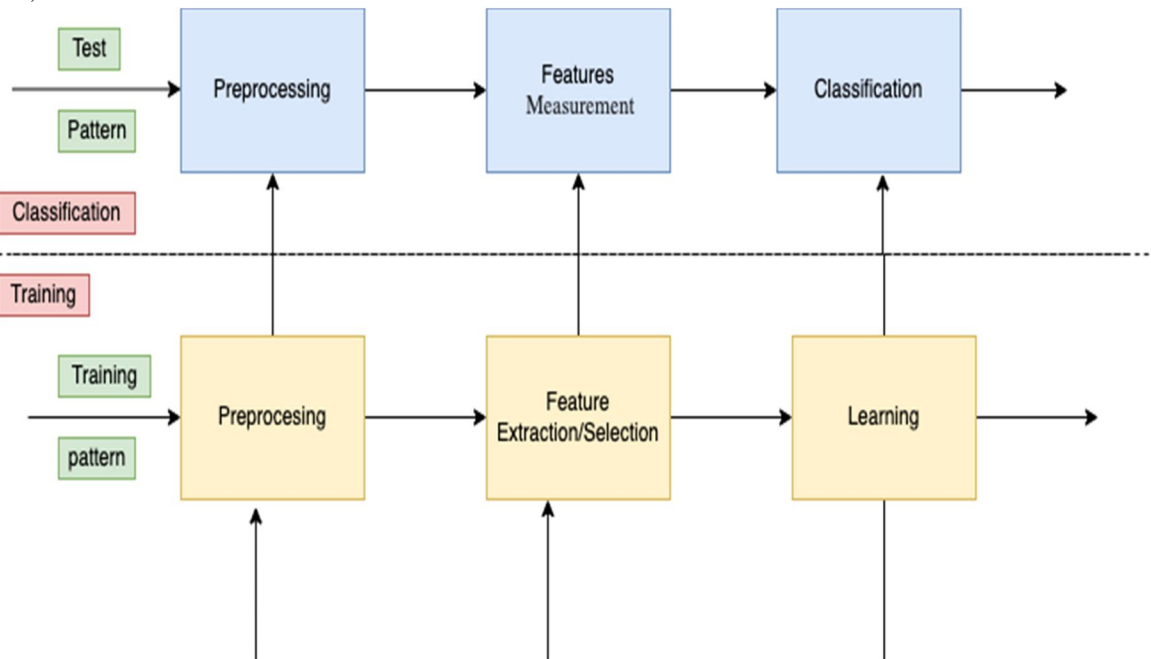 Test
Pattern
Preprocessing
Features
Measurement
Classification
Classification
Training
Training
pattern
Preprocesing
Feature
Extraction/Selection
Learning